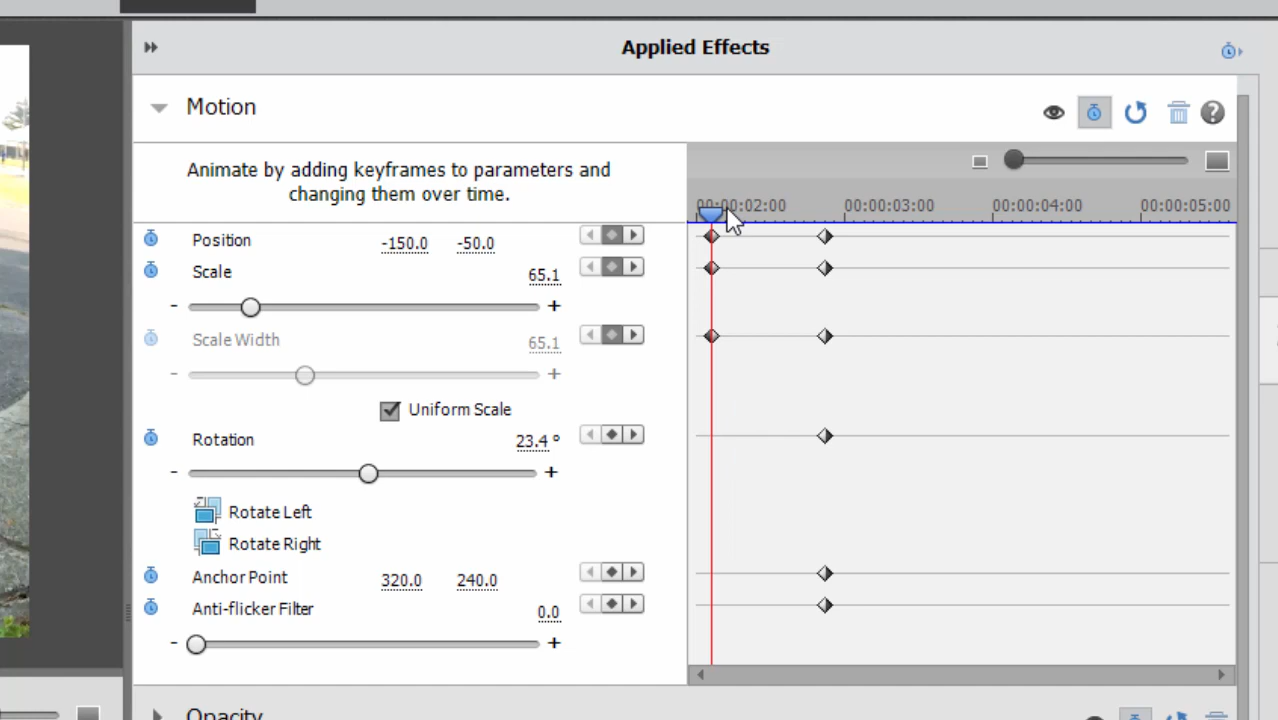 Applied Effects
Motion
Animate by adding keyframes to parameters and
changing them over time.
00:00:02:00 00:00:03:00 00:00:04:00 00:00:05:00
Position -150.0 -50.0
Scale 65.1
- +
Scale Width 65.1
- +
Uniform Scale
Rotation 23.4 °
- +
Rotate Left
Rotate Right
Anchor Point 320.0 240.0
Anti-flicker Filter 0.0
- +
Opacity